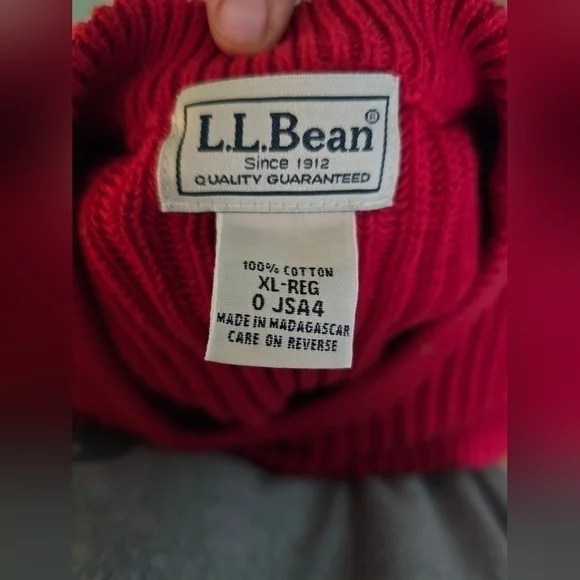 L.L.Bean®
Since 1912
QUALITY GUARANTEED
100% COTTON
XL-REG
0 JSA4
MADE IN MADAGASCAR
CARE ON REVERSE